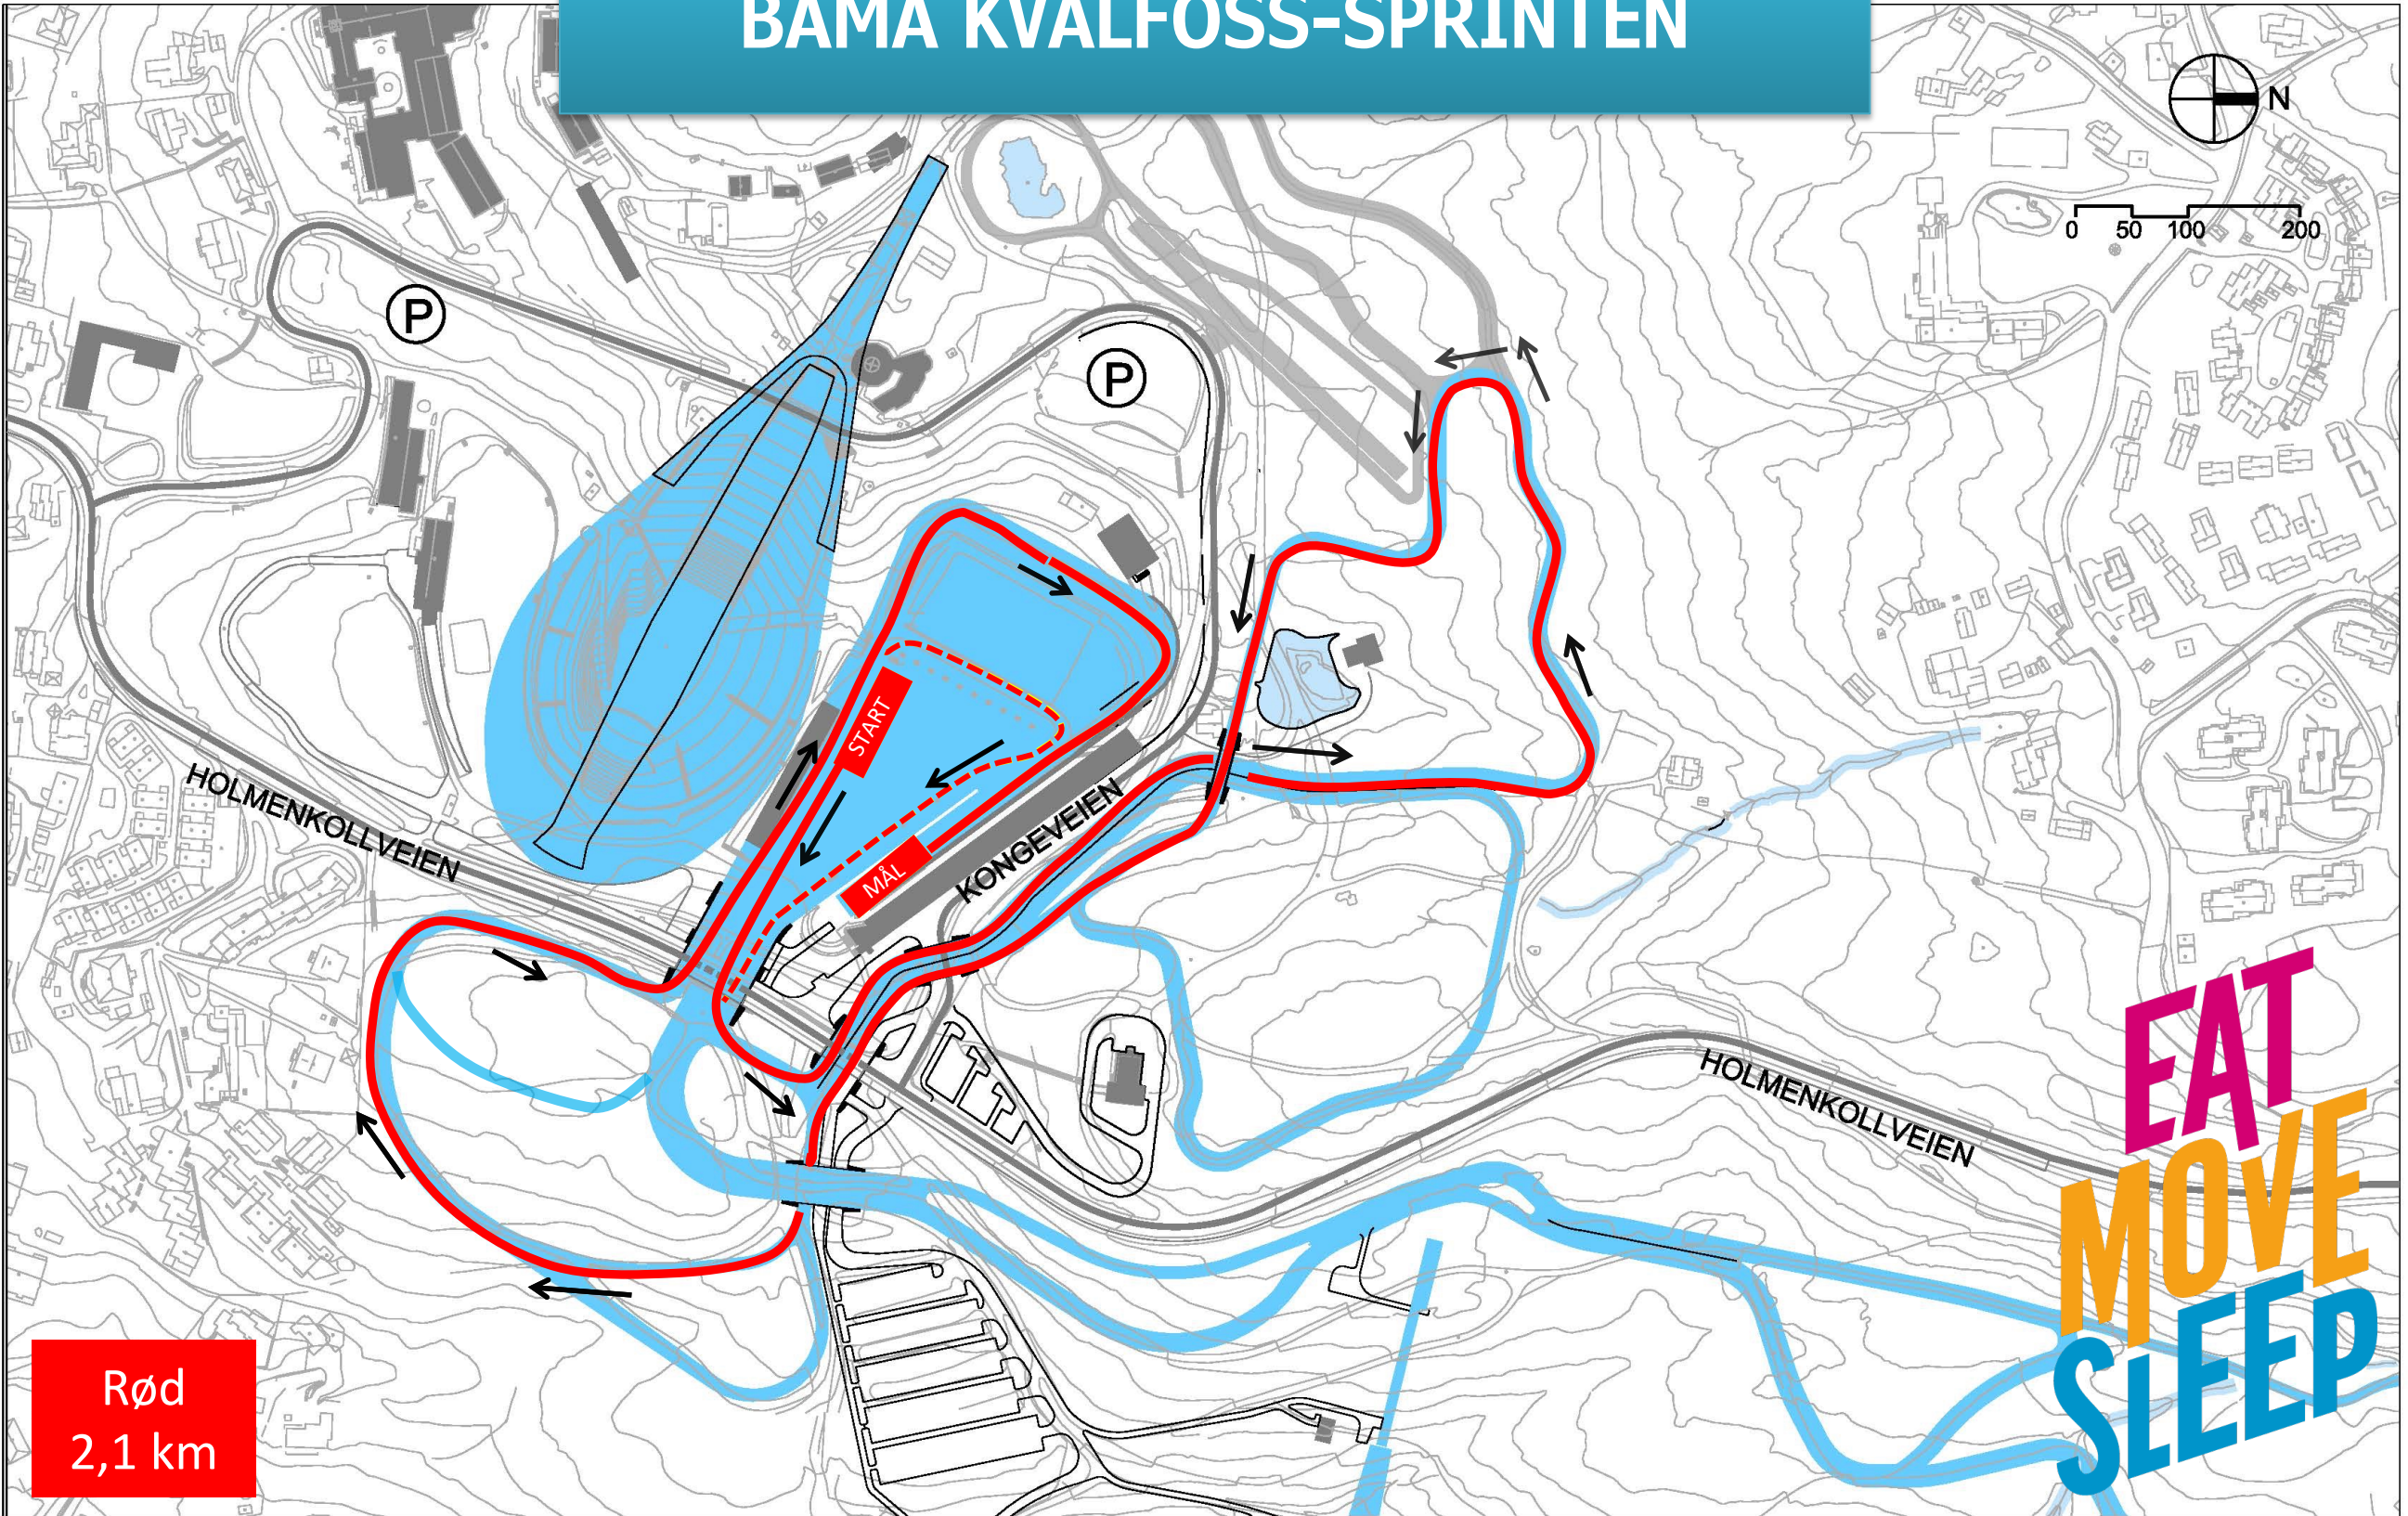 BAMA KVALFOSS-SPRINTEN
N
0 50 100 200
P
P
START
MÅL
KONGEVEIEN
HOLMENKOLLVEIEN
HOLMENKOLLVEIEN
EAT
MOVE
SLEEP
Rød
2,1 km